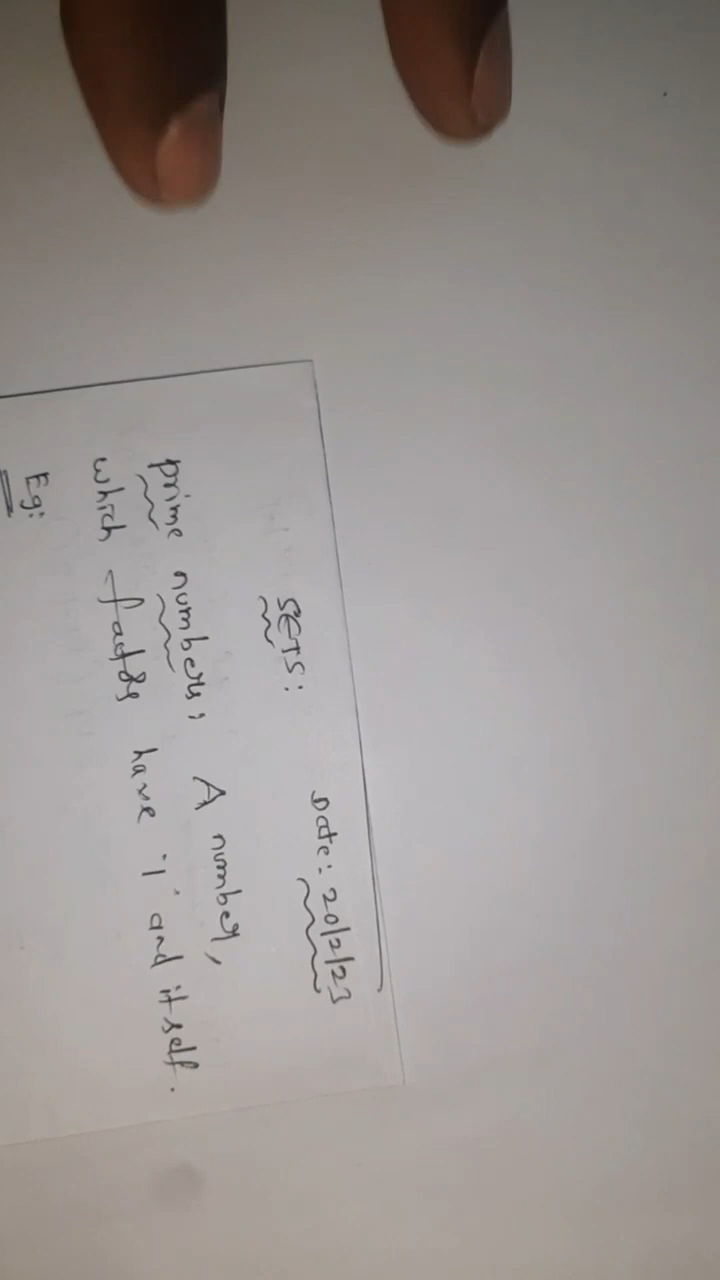 Date: 20/2/23
SETS:
prime numbers; A number,
which factors have '1' and itself.
Eg: